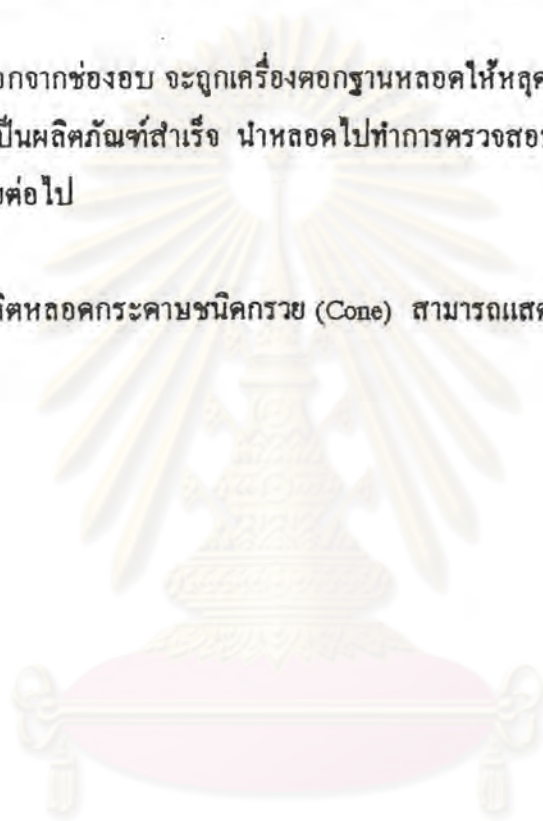 อกจากช่องอบ จะถูกเครื่องตอกฐานหลอดให้หลุด
ป็นผลิตภัณฑ์สำเร็จ นำหลอดไปทำการตรวจสอ
ต่อไป
ิตหลอดกระดาษชนิดกรวย (Cone) สามารถแสด